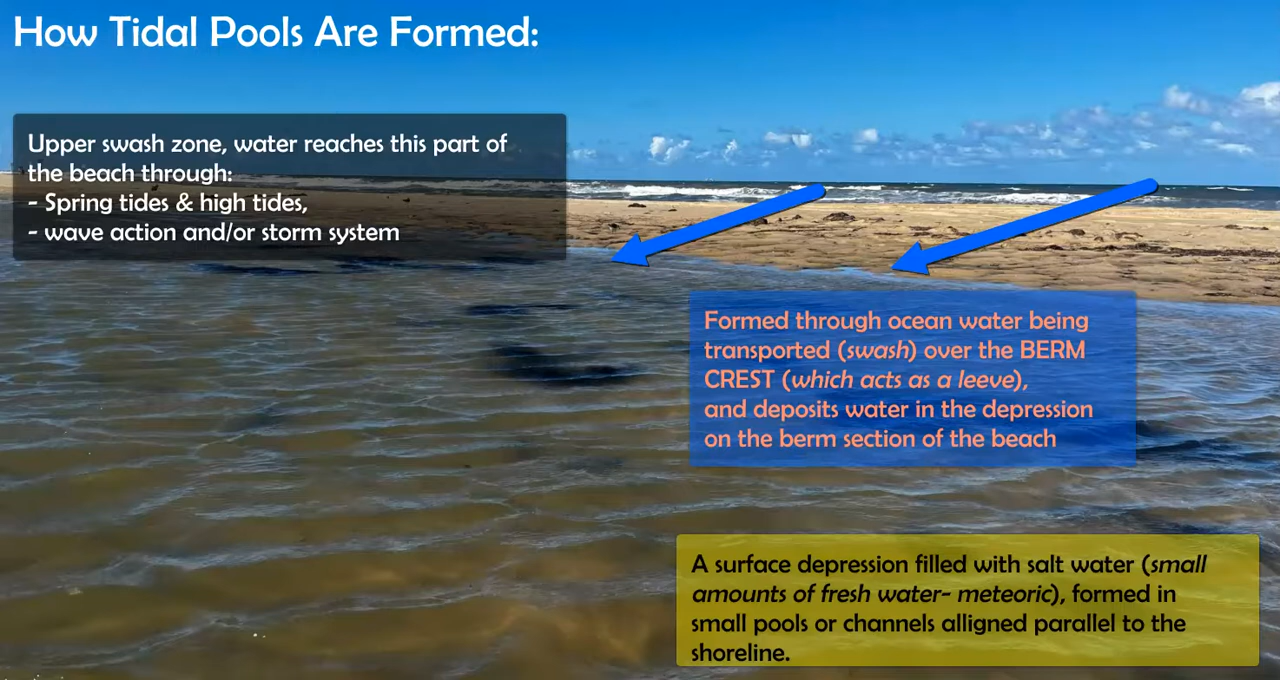 How Tidal Pools Are Formed:
Upper swash zone, water reaches this part of
the beach through:
- Spring tides & high tides,
- wave action and/or storm system
Formed through ocean water being
transported (swash) over the BERM
CREST (which acts as a leeve),
and deposits water in the depression
on the berm section of the beach
A surface depression filled with salt water (small
amounts of fresh water- meteoric), formed in
small pools or channels alligned parallel to the
shoreline.